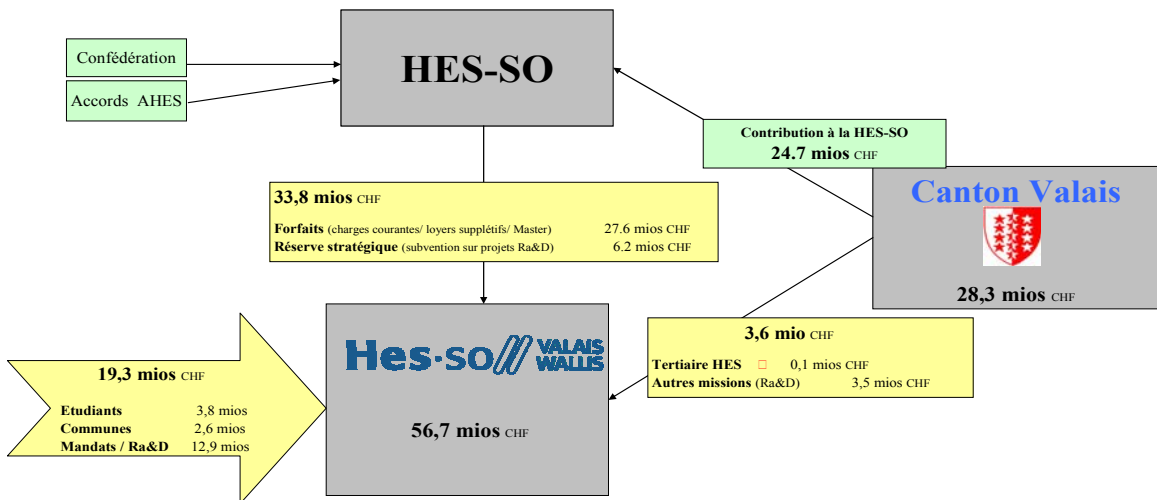 Confédération
Accords AHES
HES-SO
Contribution à la HES-SO
24.7 mios CHF
Canton Valais
28,3 mios CHF
33,8 mios CHF
Forfaits (charges courantes/ loyers supplétifs/ Master) 27.6 mios CHF
Réserve stratégique (subvention sur projets Ra&D) 6.2 mios CHF
3,6 mio CHF
Tertiaire HES 0,1 mios CHF
Autres missions (Ra&D) 3,5 mios CHF
Hes·so VALAIS
WALLIS
56,7 mios CHF
19,3 mios CHF
Etudiants 3,8 mios
Communes 2,6 mios
Mandats / Ra&D 12,9 mios